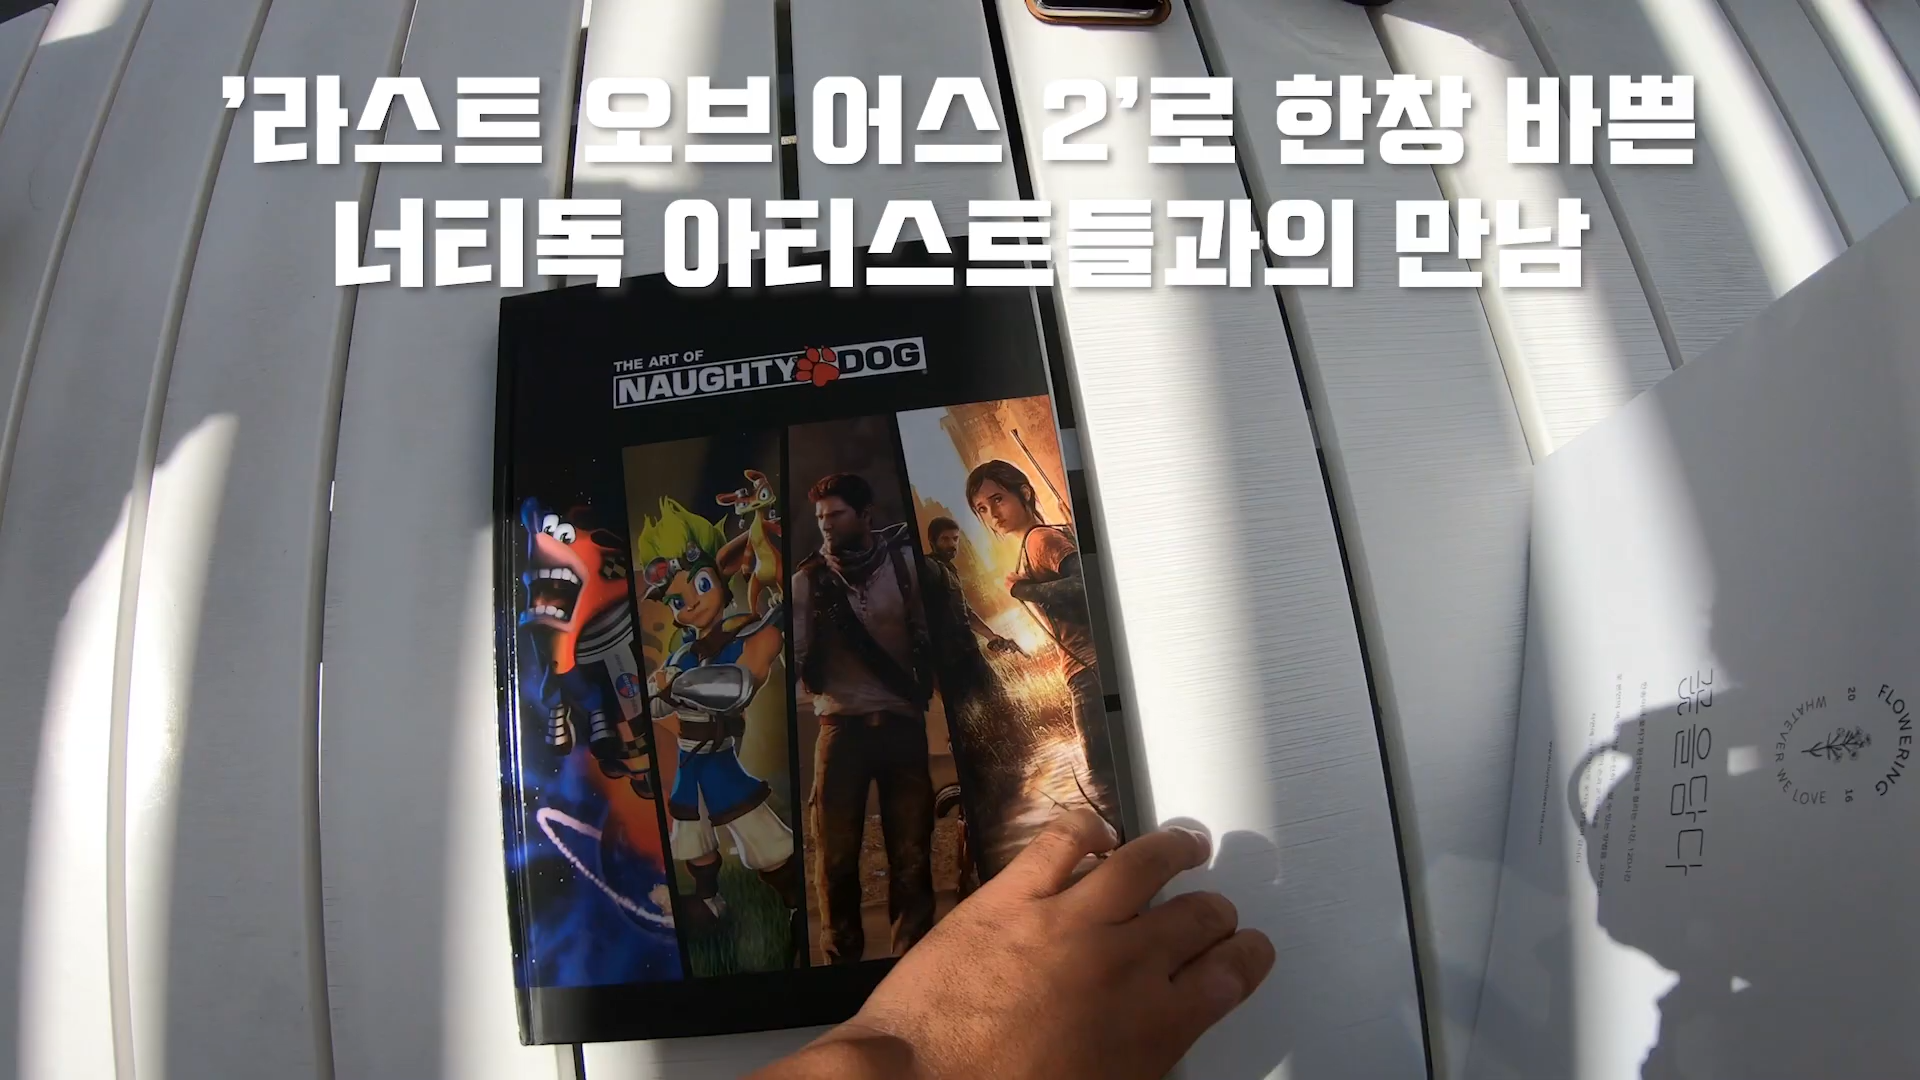 '라스트 오브 어스 2'로 한창 바쁜
너티독 아티스트들과의 만남
THE ART OF
NAUGHTY DOG
FLOWERING
WHATEVER WE LOVE
20 16
꽃을담다